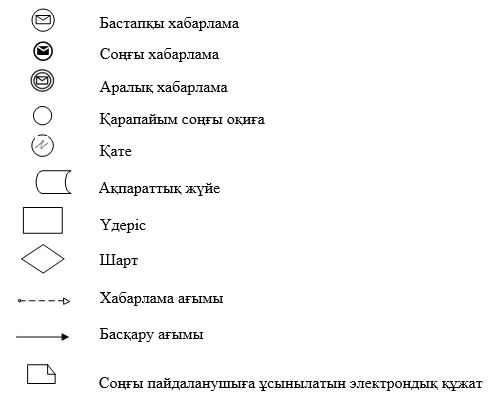 Бастапқы хабарлама
Соңғы хабарлама
Аралық хабарлама
Қарапайым соңғы оқиға
Қате
Ақпараттық жүйе
Үдеріс
Шарт
Хабарлама ағымы
Басқару ағымы
Соңғы пайдаланушыға ұсынылатын электрондық құжат